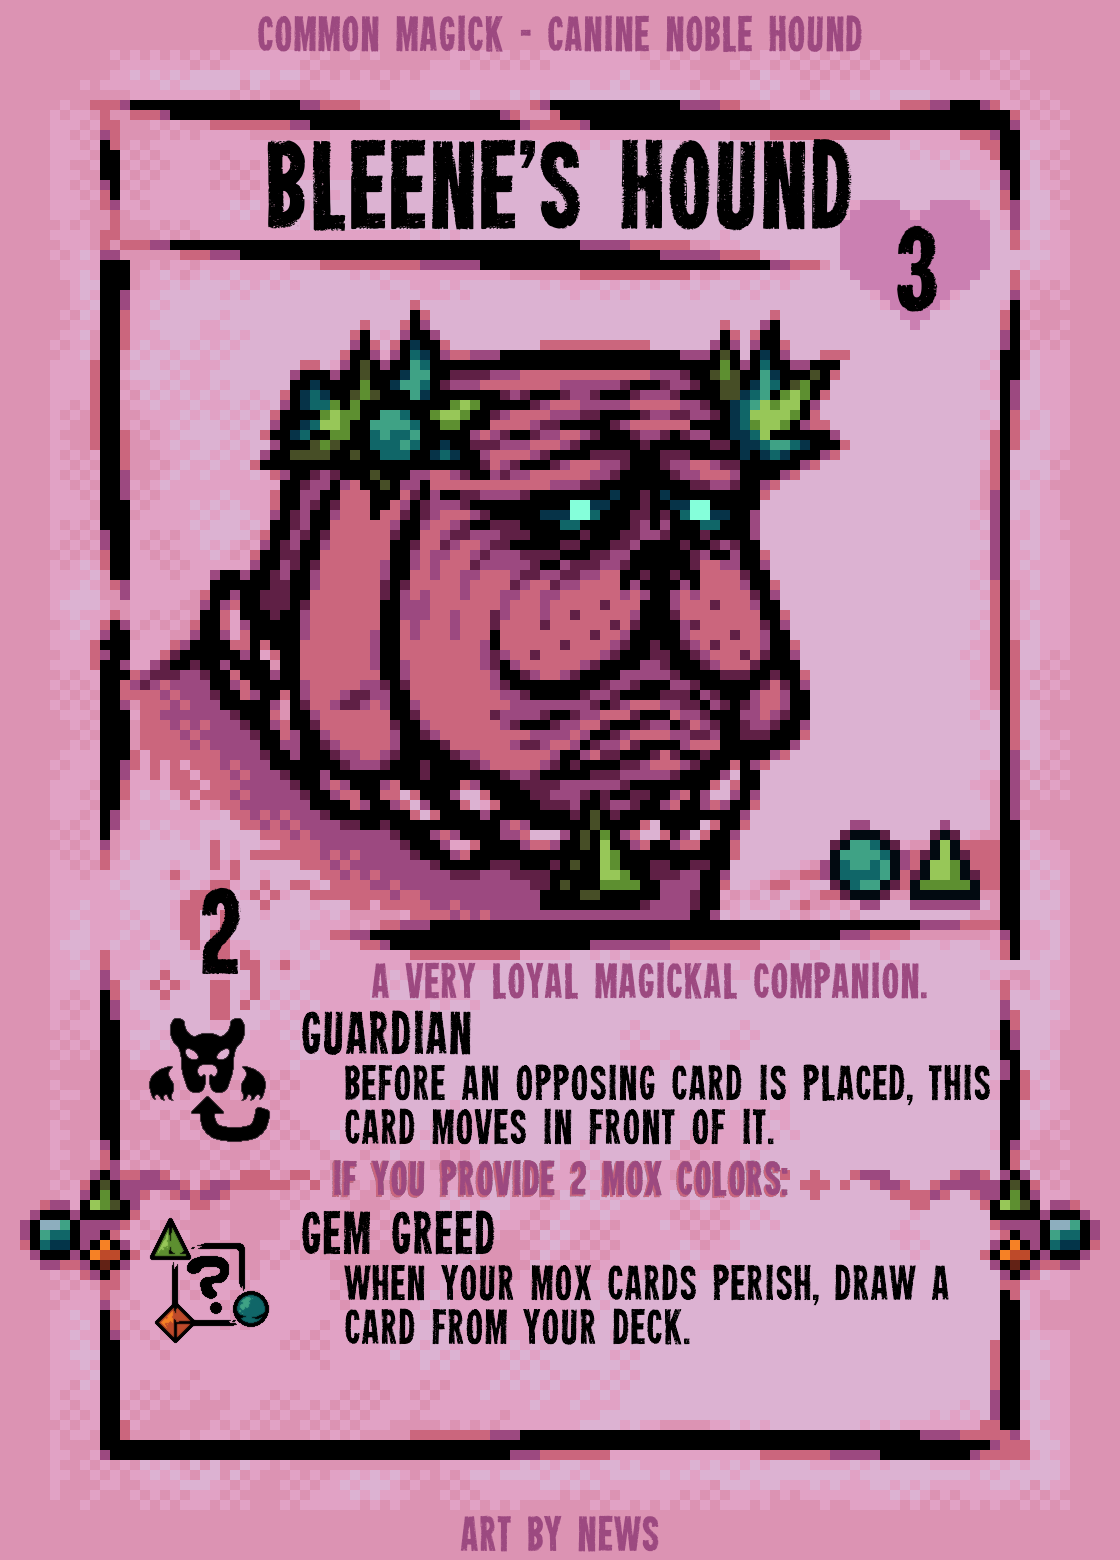 COMMON MAGICK - CANINE NOBLE HOUND
BLEENE'S HOUND
3
2
A VERY LOYAL MAGICKAL COMPANION.
GUARDIAN
BEFORE AN OPPOSING CARD IS PLACED, THIS
CARD MOVES IN FRONT OF IT.
IF YOU PROVIDE 2 MOX COLORS:
GEM GREED
?
WHEN YOUR MOX CARDS PERISH, DRAW A
CARD FROM YOUR DECK.
ART BY NEWS